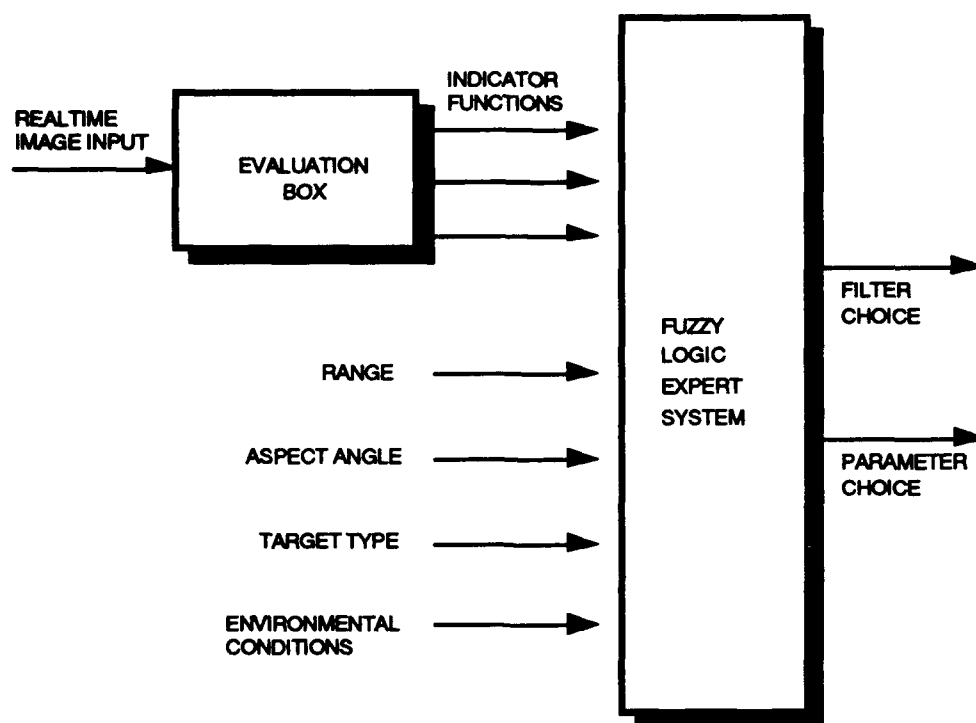 REALTIME
IMAGE INPUT
EVALUATION
BOX
INDICATOR
FUNCTIONS
RANGE
ASPECT ANGLE
TARGET TYPE
ENVIRONMENTAL
CONDITIONS
FUZZY
LOGIC
EXPERT
SYSTEM
FILTER
CHOICE
PARAMETER
CHOICE